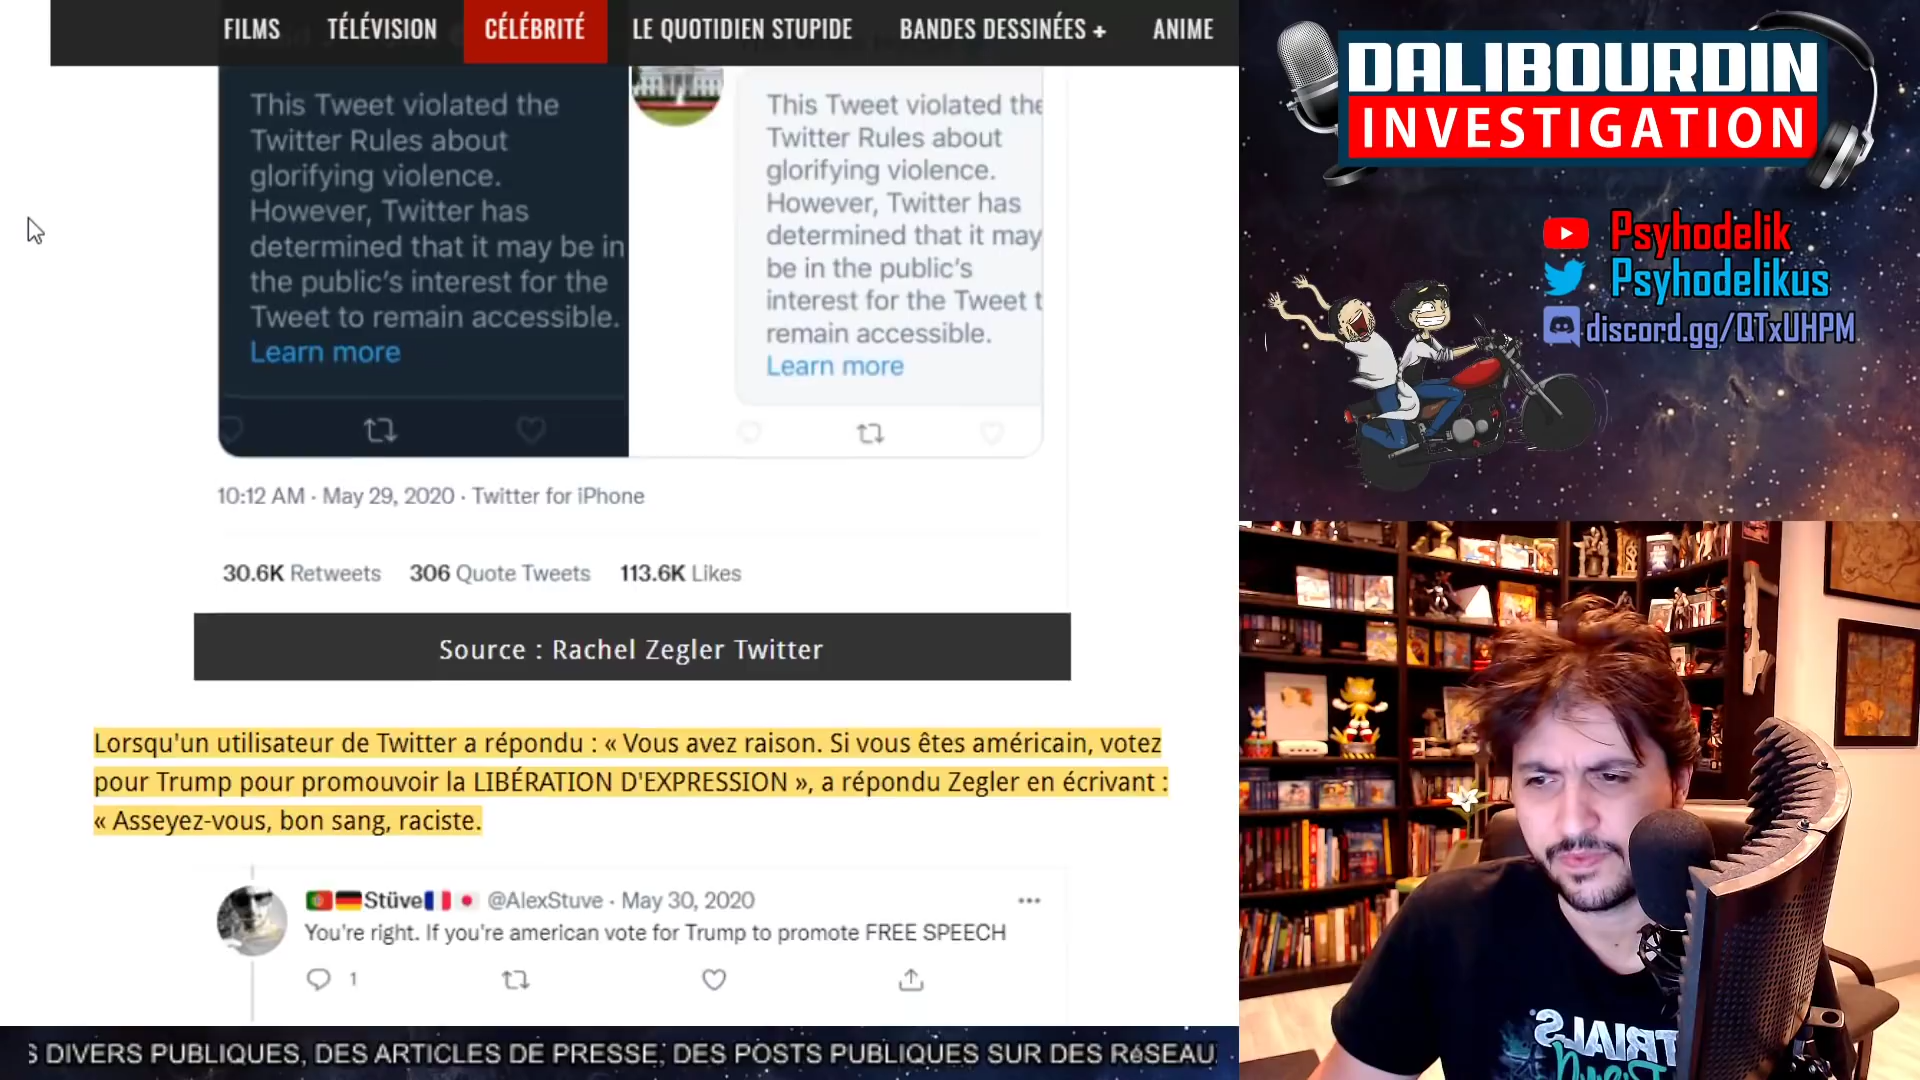 FILMS TÉLÉVISION CÉLÉBRITÉ LE QUOTIDIEN STUPIDE BANDES DESSINÉES + ANIME
This Tweet violated the
Twitter Rules about
glorifying violence.
However, Twitter has
determined that it may be in
the public's interest for the
Tweet to remain accessible.
Learn more
This Tweet violated the
Twitter Rules about
glorifying violence.
However, Twitter has
determined that it may
be in the public's
interest for the Tweet t
remain accessible.
Learn more
10:12 AM · May 29, 2020 · Twitter for iPhone
30.6K Retweets 306 Quote Tweets 113.6K Likes
Source : Rachel Zegler Twitter
Lorsqu'un utilisateur de Twitter a répondu : « Vous avez raison. Si vous êtes américain, votez
pour Trump pour promouvoir la LIBÉRATION D'EXPRESSION », a répondu Zegler en écrivant :
« Asseyez-vous, bon sang, raciste.
Stüve @AlexStuve · May 30, 2020
You're right. If you're american vote for Trump to promote FREE SPEECH
1
S DIVERS PUBLIQUES, DES ARTICLES DE PRESSE, DES POSTS PUBLIQUES SUR DES RéSEAU
DALIBOURDIN
INVESTIGATION
Psyhodelik
Psyhodelikus
discord.gg/QTxUHPM
TRIALS